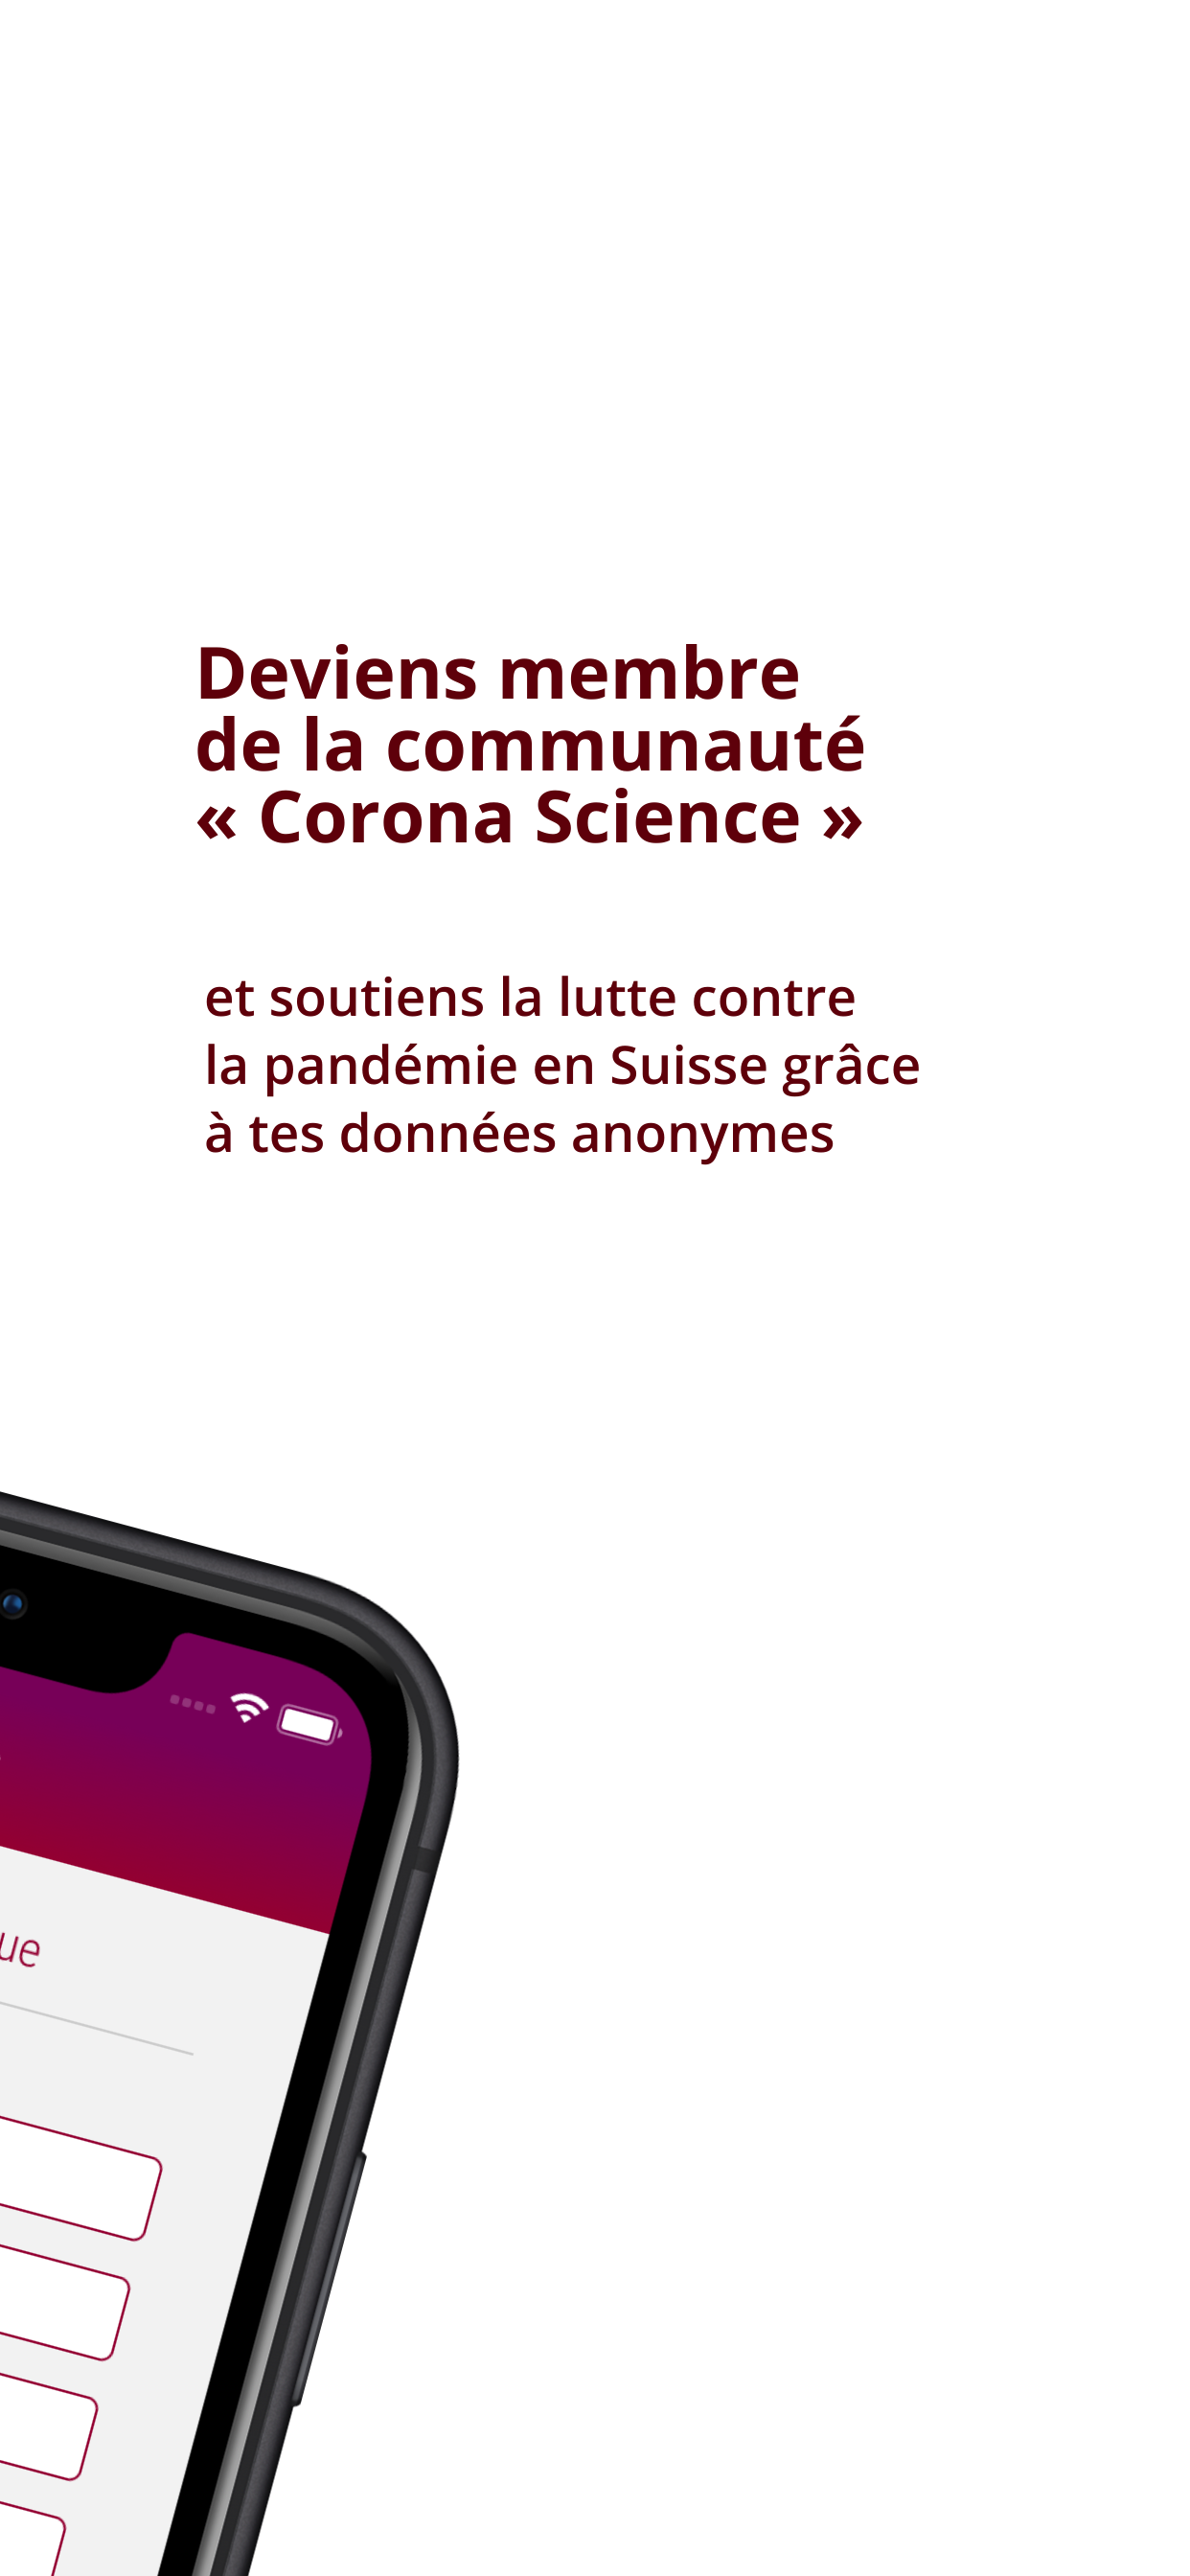 Deviens membre
de la communauté
« Corona Science »
et soutiens la lutte contre
la pandémie en Suisse grâce
à tes données anonymes